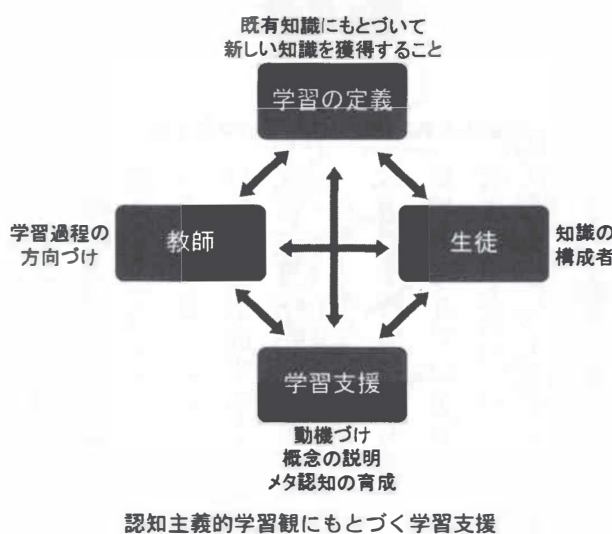 既有知識にもとづいて
新しい知識を獲得すること
学習の定義
学習過程の
方向づけ
教師
生徒
知識の
構成者
学習支援
動機づけ
概念の説明
メタ認知の育成
認知主義的学習観にもとづく学習支援